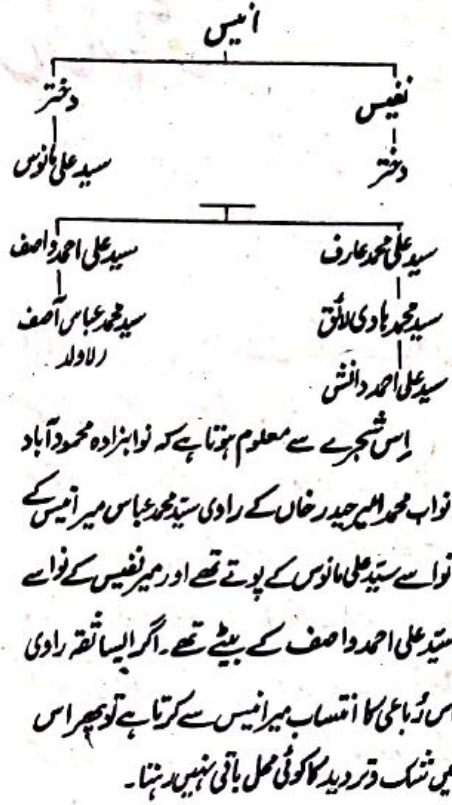 انیس
نفیس
دختر
دختر
سید علی مانوس
سید علی محمد عارف
سید علی احمد واصف
سید محمد ہادی لائق
سید محمد عباس آصف
(لاولد
سید علی احمد دانش
اِس شجرے سے معلوم ہوتا ہے کہ نوابزادہ محمود آباد
نواب محمد امیر حیدر خاں کے راوی سیّد محمد عباس میر انیس کے
نواسے سیّد علی مانوس کے پوتے تھے اور میر نفیس کے نواسے
سیّد علی احمد واصف کے بیٹے تھے۔ اگر ایسا ثقہ راوی
اس رُباعی کا انتساب میر انیس سے کرتا ہے تو پھر اس
میں شک و تردید کا کوئی محل باقی نہیں رہتا۔